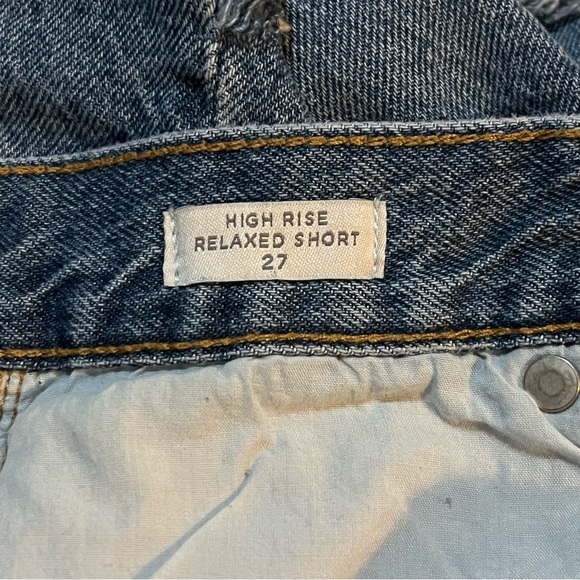 HIGH RISE
RELAXED SHORT
27